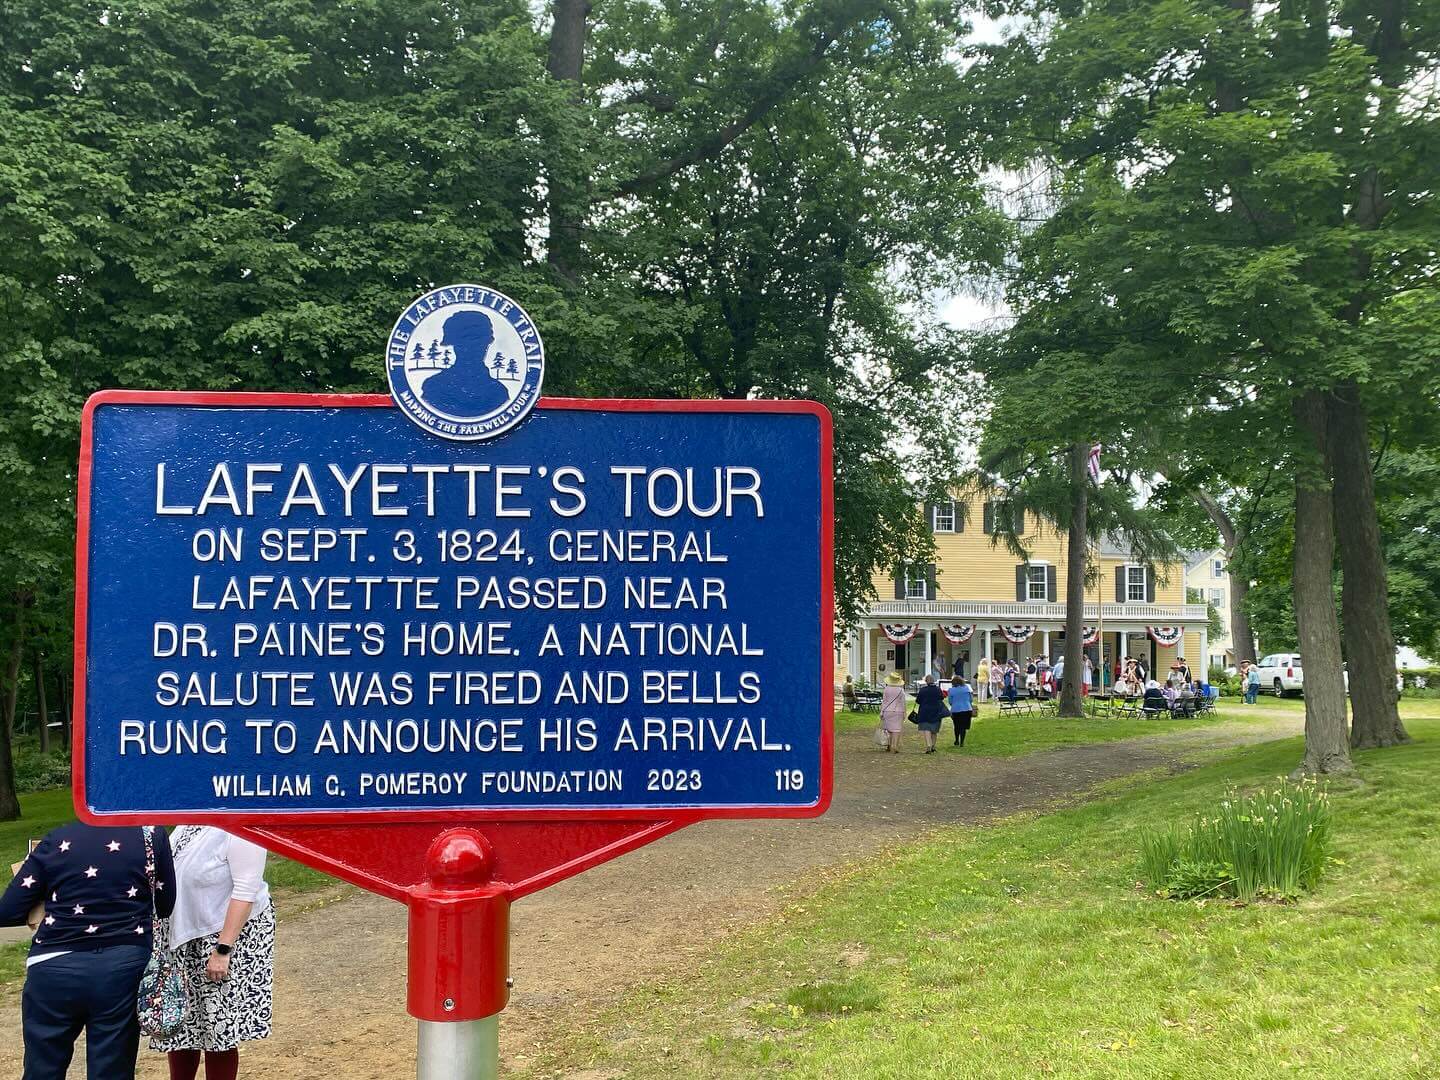 THE LAFAYETTE TRAIL
MAPPING THE FAREWELL TOUR
LAFAYETTE'S TOUR
ON SEPT. 3, 1824, GENERAL
LAFAYETTE PASSED NEAR
DR. PAINE'S HOME. A NATIONAL
SALUTE WAS FIRED AND BELLS
RUNG TO ANNOUNCE HIS ARRIVAL.
WILLIAM G. POMEROY FOUNDATION 2023 119